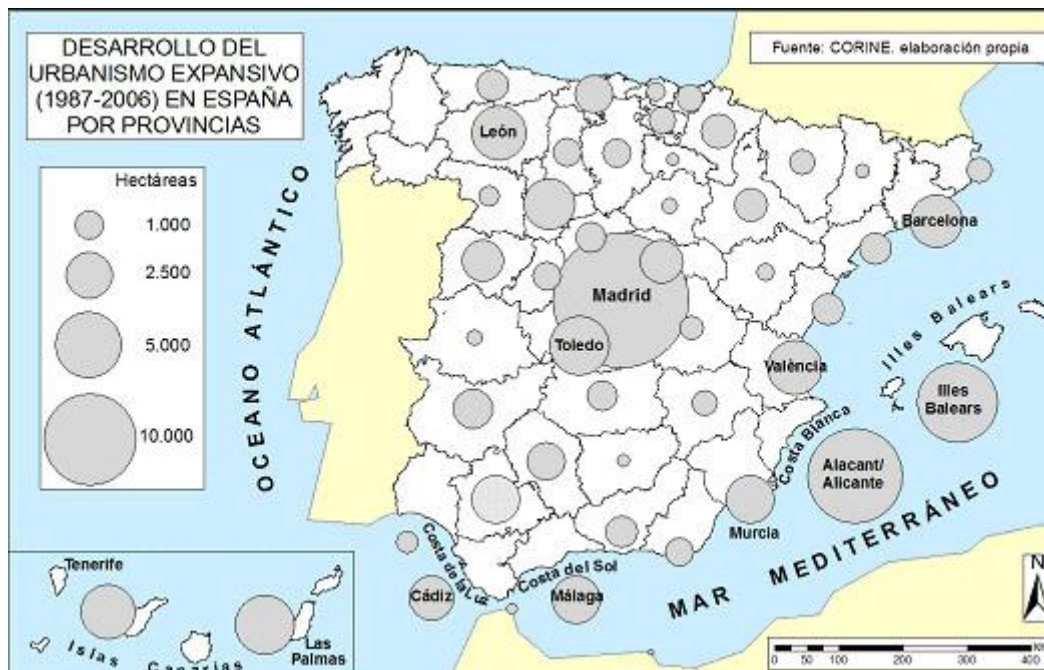 DESARROLLO DEL
URBANISMO EXPANSIVO
(1987-2006) EN ESPAÑA
POR PROVINCIAS
Fuente: CORINE. elaboración propia
Hectáreas
1.000
2.500
5.000
10.000
OCEANO ATLÁNTICO
León
Barcelona
Madrid
Toledo
València
Illes Balears
Illes
Balears
Costa Blanca
Alacant/
Alicante
Murcia
MAR MEDITERRÁNEO
Costa de la Luz
Costa del Sol
Cádiz
Málaga
Tenerife
Las
Palmas
Islas Canarias
N
km
0 50 100 200 300 400